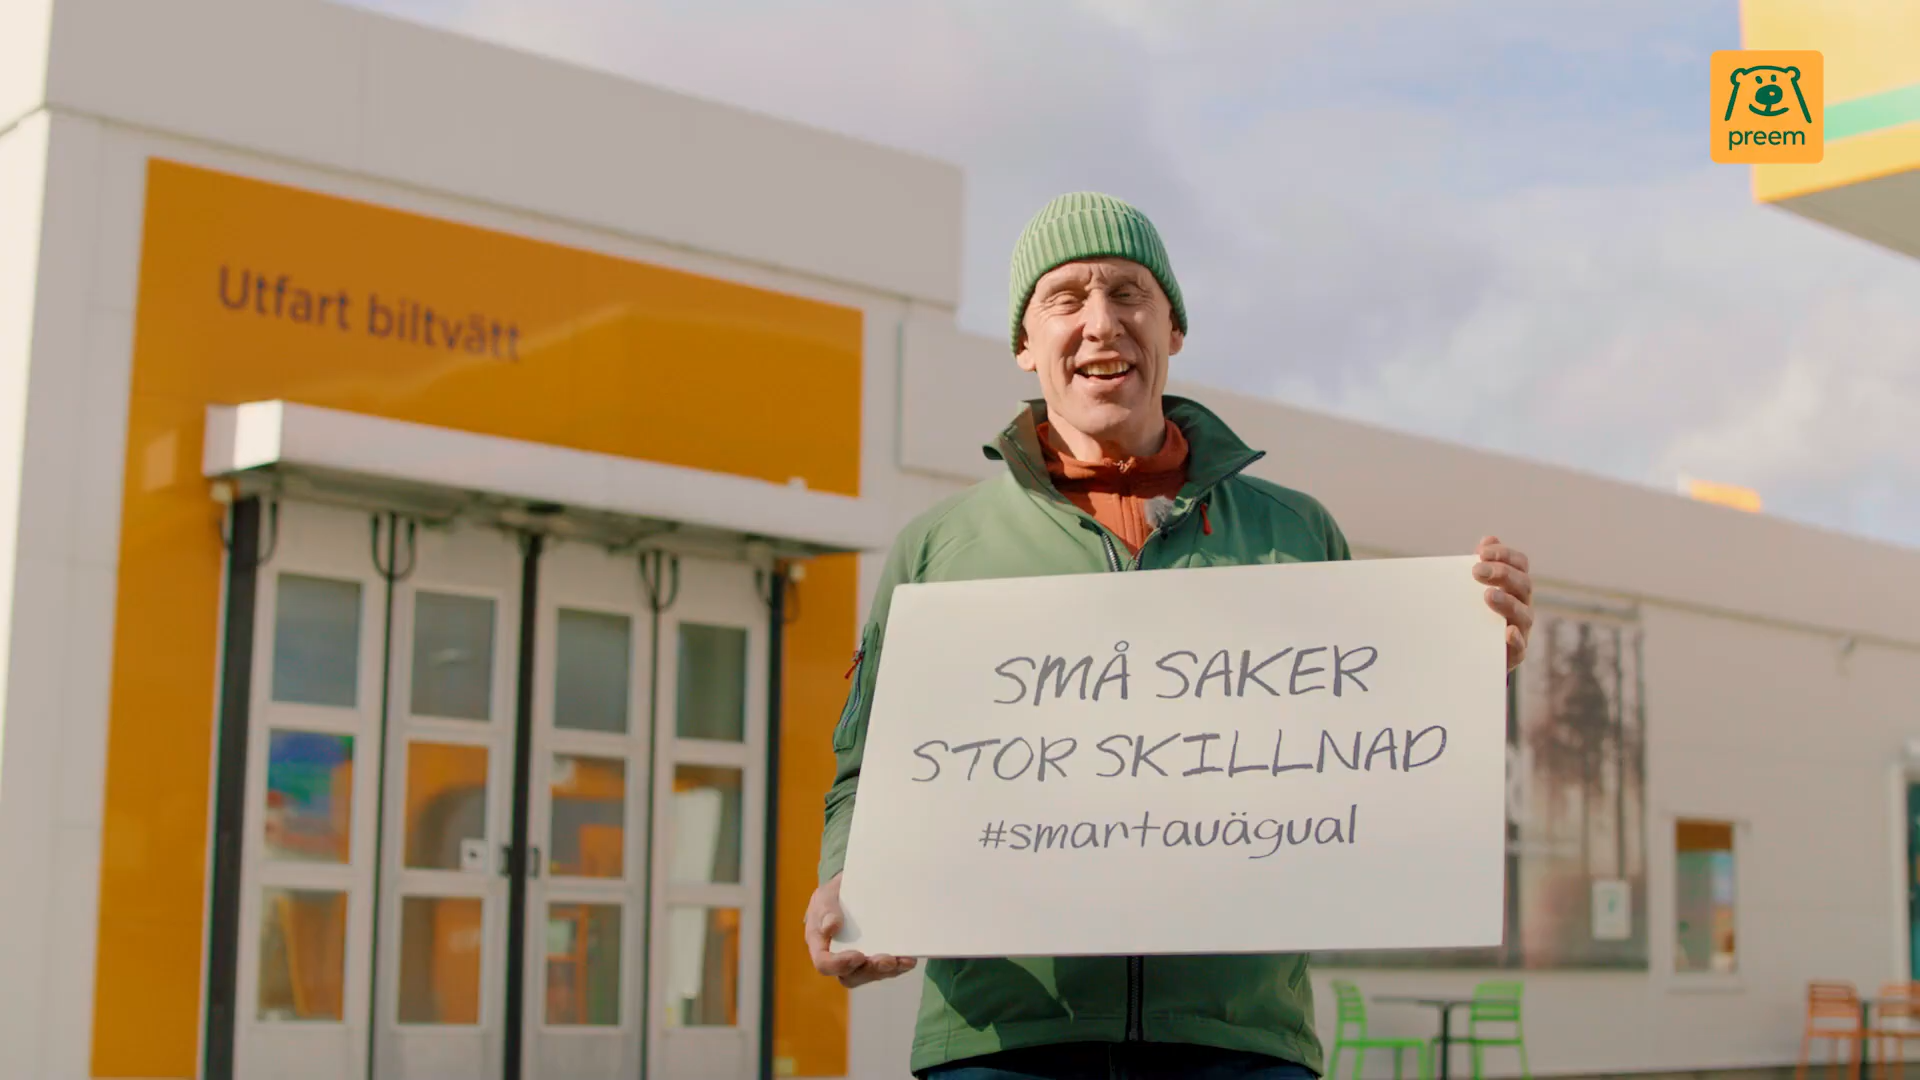 preem
Utfart biltvätt
SMÅ SAKER
STOR SKILLNAD
#smartavägval